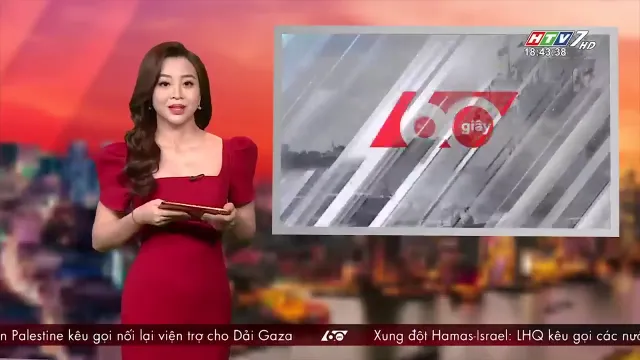 HTV7 HD
18:43:38
60
giây
n Palestine kêu gọi nối lại viện trợ cho Dải Gaza 60 Xung đột Hamas-Israel: LHQ kêu gọi các nư